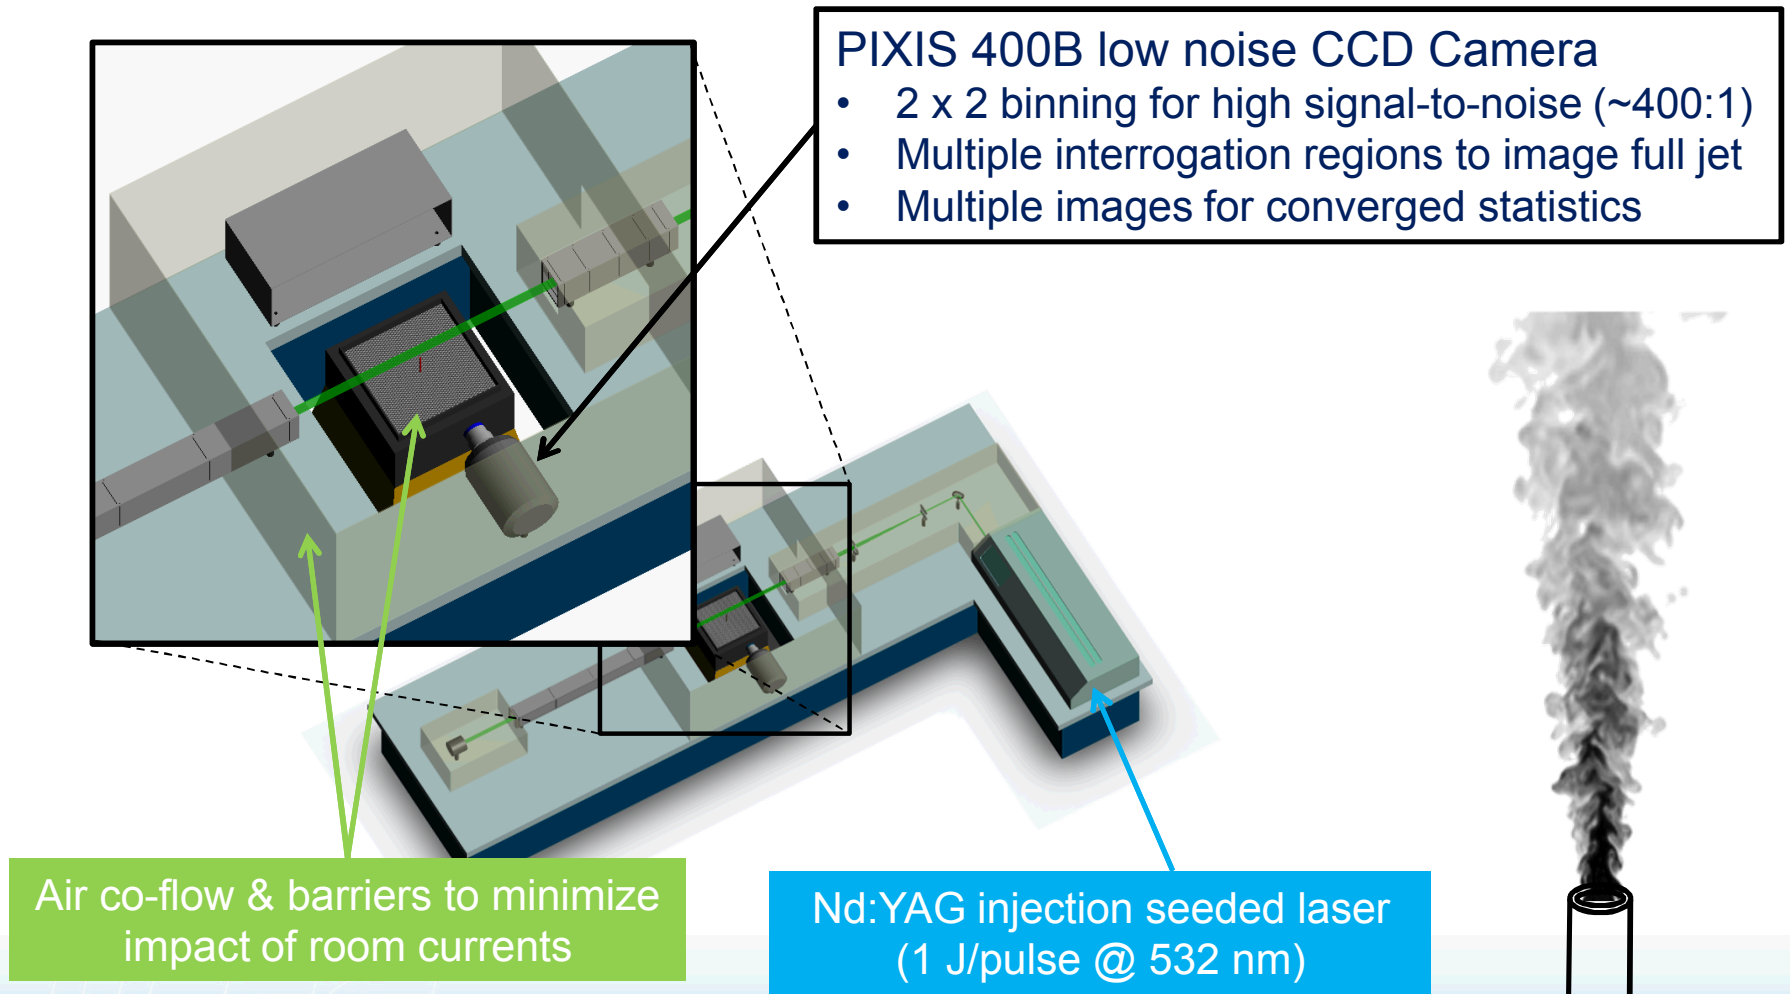 PIXIS 400B low noise CCD Camera
• 2 x 2 binning for high signal-to-noise (~400:1)
• Multiple interrogation regions to image full jet
• Multiple images for converged statistics
Air co-flow & barriers to minimize
impact of room currents
Nd:YAG injection seeded laser
(1 J/pulse @ 532 nm)